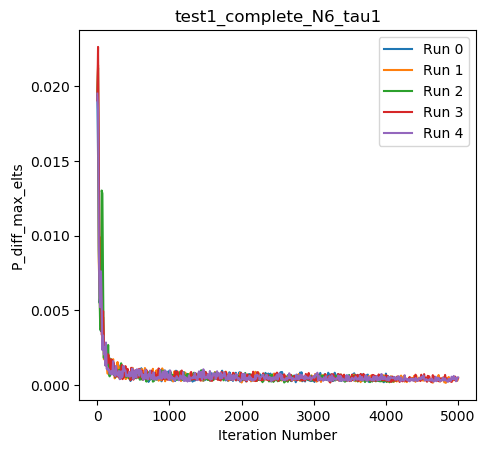 test1_complete_N6_tau1
Run 0
Run 1
Run 2
Run 3
Run 4
P_diff_max_elts
0.020
0.015
0.010
0.005
0.000
0
1000
2000
3000
4000
5000
Iteration Number